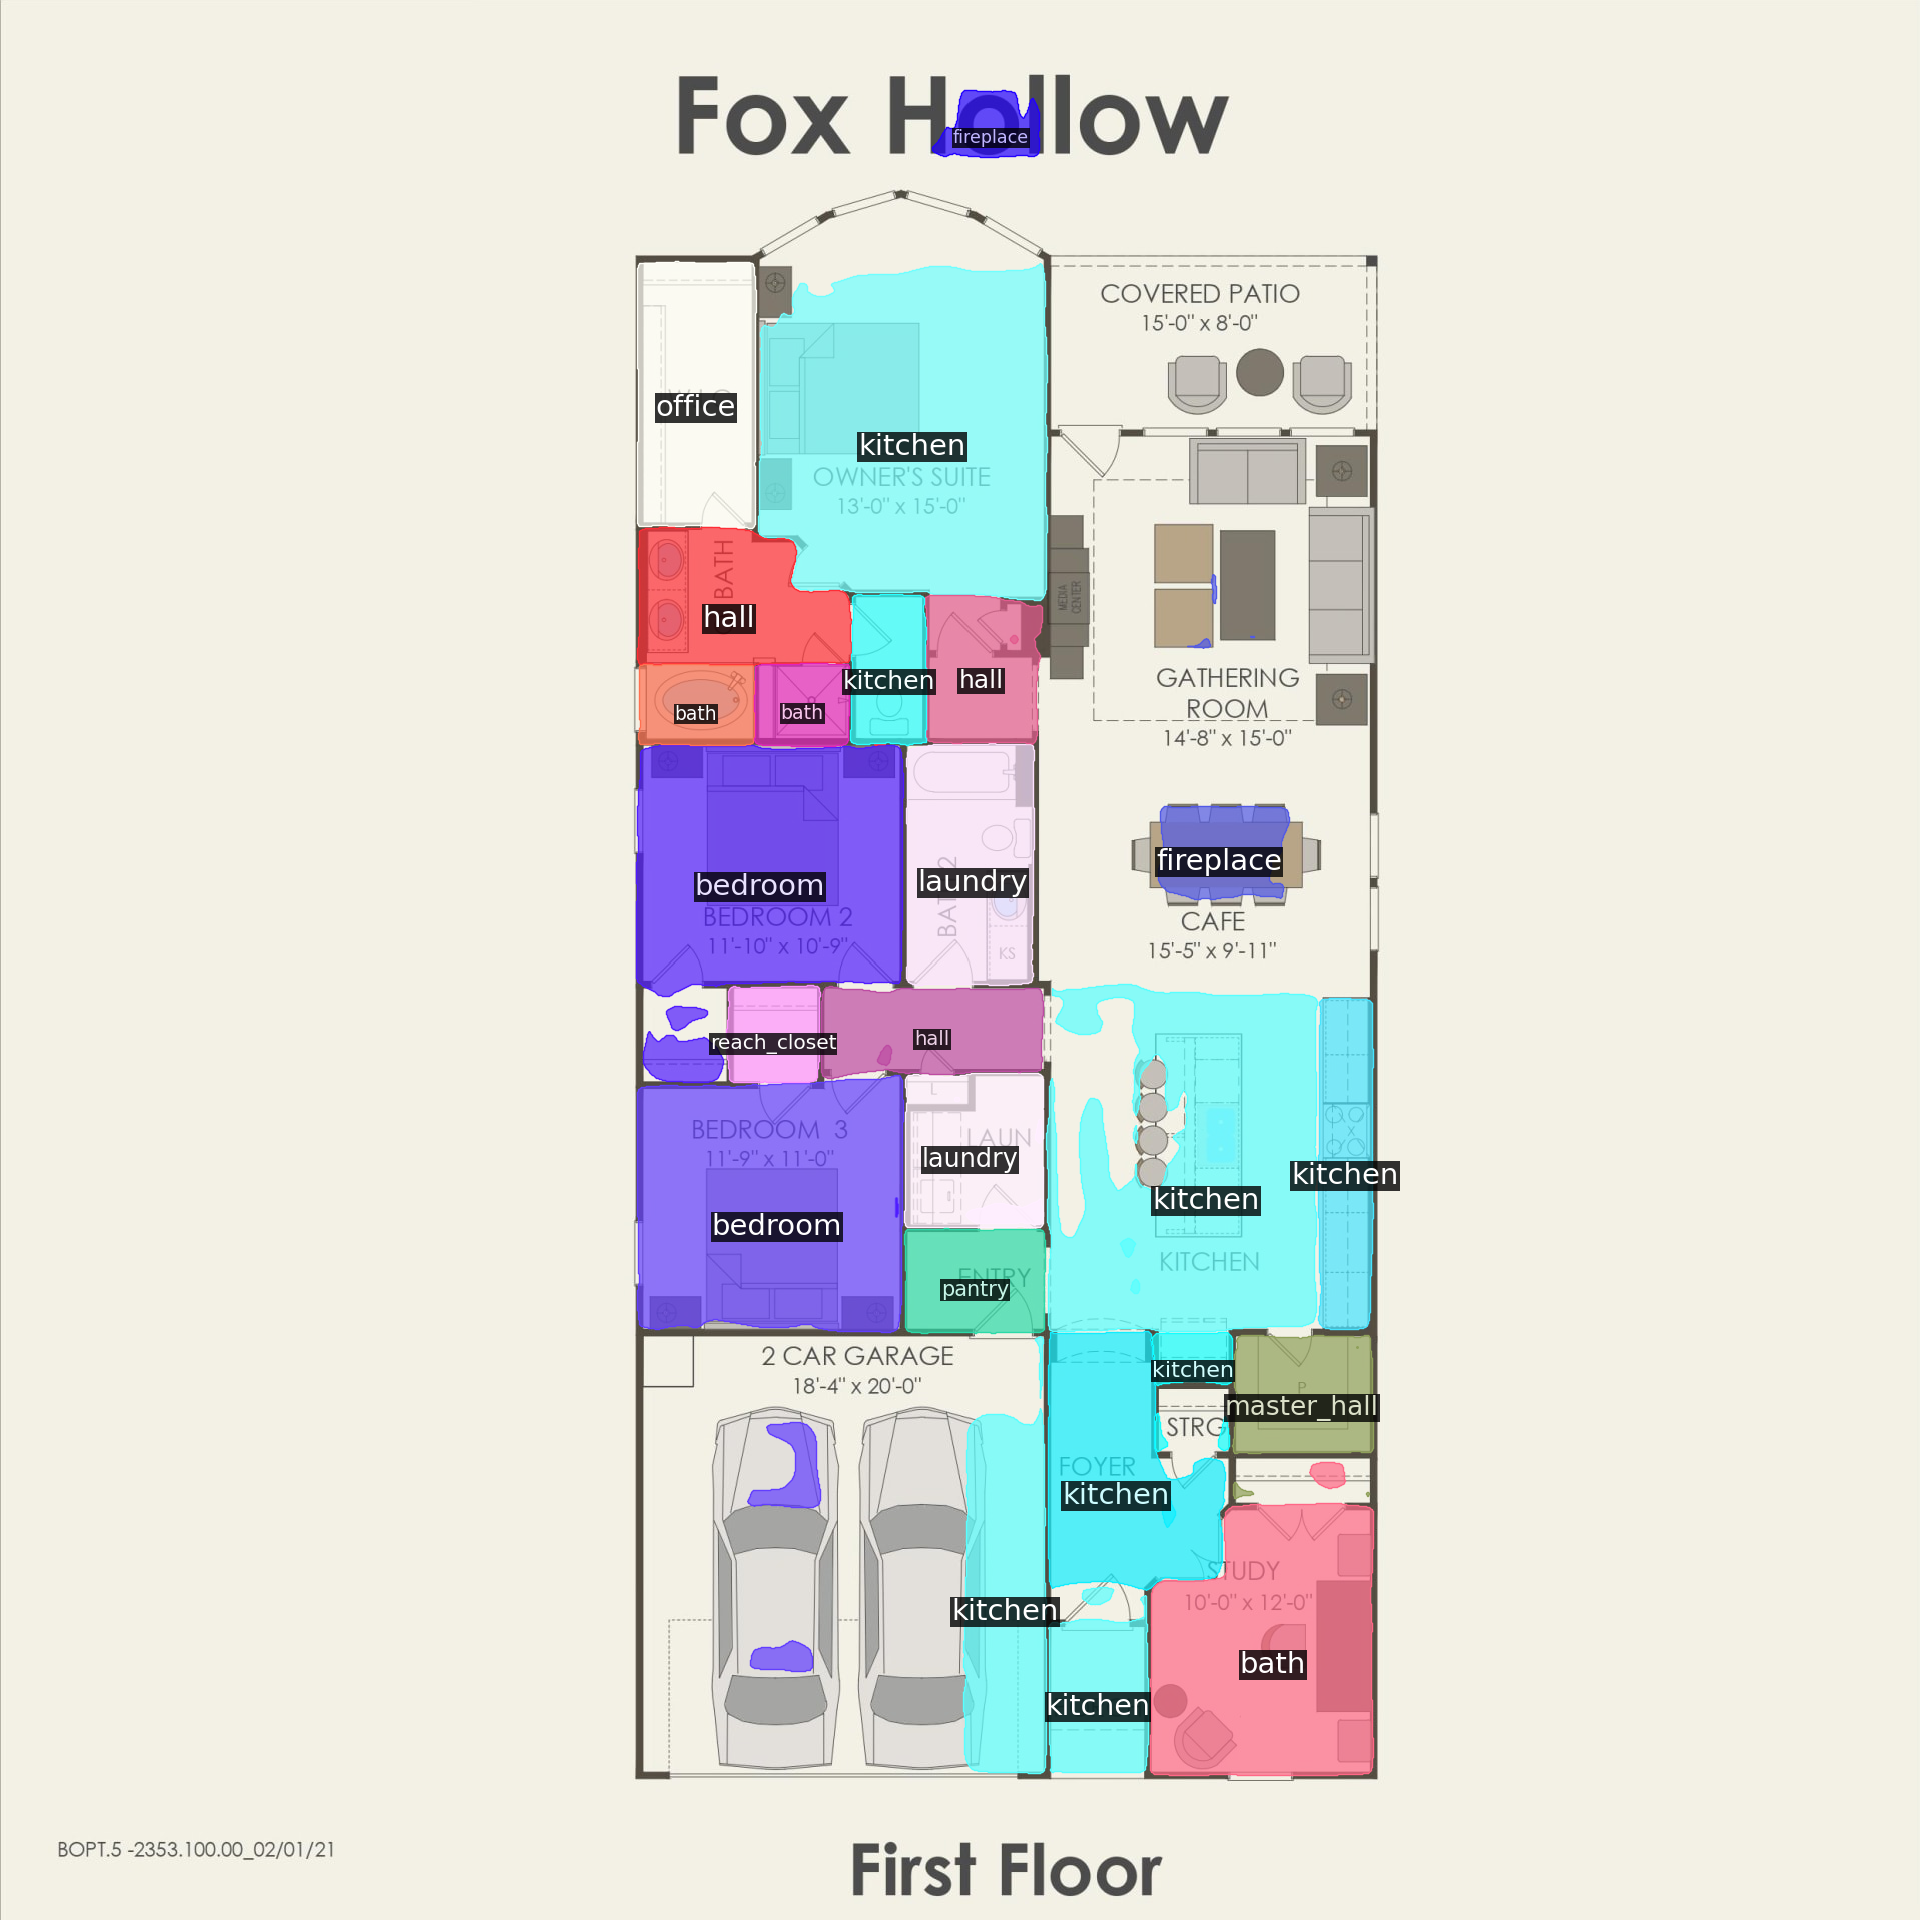 Fox Hollow
fireplace
COVERED PATIO
15'-0" x 8'-0"
office
kitchen
OWNER'S SUITE
13'-0" x 15'-0"
BATH
hall
MEDIA
CENTER
kitchen
hall
bath
bath
GATHERING
ROOM
14'-8" x 15'-0"
bedroom
BEDROOM 2
11'-10" x 10'-9"
laundry
BATH 2
KS
fireplace
CAFE
15'-5" x 9'-11"
reach_closet
hall
BEDROOM 3
11'-9" x 11'-0"
bedroom
L
LAUN
laundry
X
kitchen
kitchen
KITCHEN
ENTRY
pantry
2 CAR GARAGE
18'-4" x 20'-0"
kitchen
P
master_hall
STRG
FOYER
kitchen
STUDY
10'-0" x 12'-0"
kitchen
bath
kitchen
BOPT.5 -2353.100.00_02/01/21
First Floor